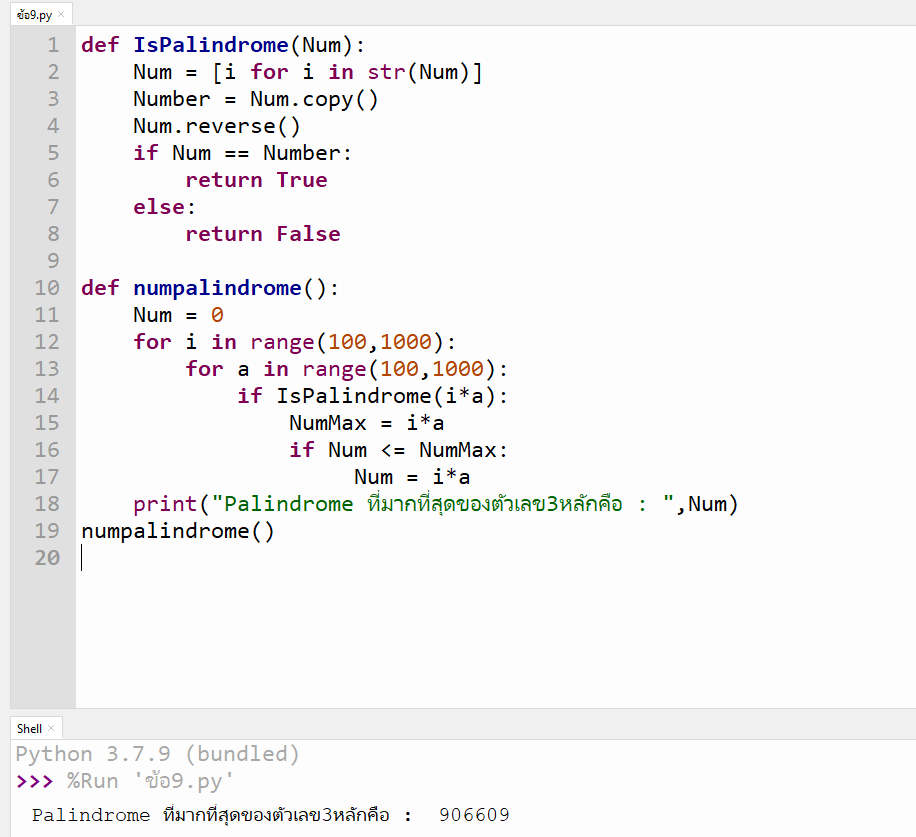 ข้อ9.py ×
1 def IsPalindrome(Num):
2     Num = [i for i in str(Num)]
3     Number = Num.copy()
4     Num.reverse()
5     if Num == Number:
6         return True
7     else:
8         return False
9
10 def numpalindrome():
11     Num = 0
12     for i in range(100,1000):
13         for a in range(100,1000):
14             if IsPalindrome(i*a):
15                 NumMax = i*a
16                 if Num <= NumMax:
17                      Num = i*a
18     print("Palindrome ที่มากที่สุดของตัวเลข3หลักคือ : ",Num)
19 numpalindrome()
20
Shell ×
Python 3.7.9 (bundled)
>>> %Run 'ข้อ9.py'
Palindrome ที่มากที่สุดของตัวเลข3หลักคือ :  906609